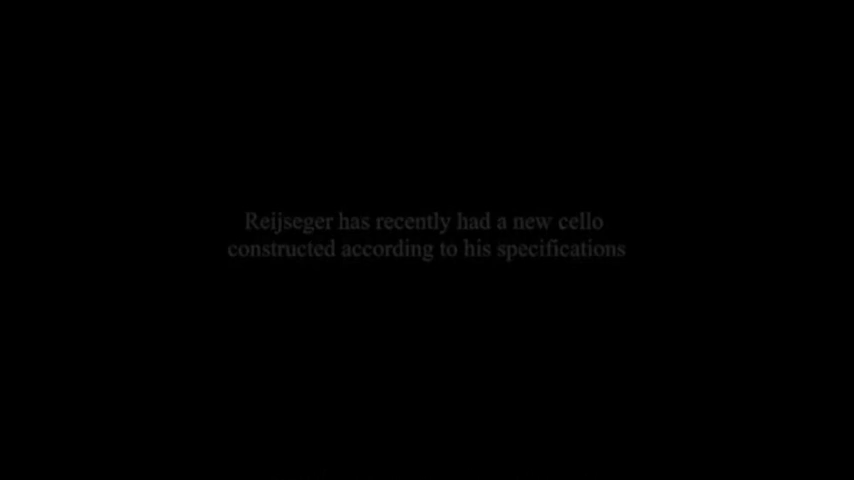 Reijseger has recently had a new cello
constructed according to his specifications